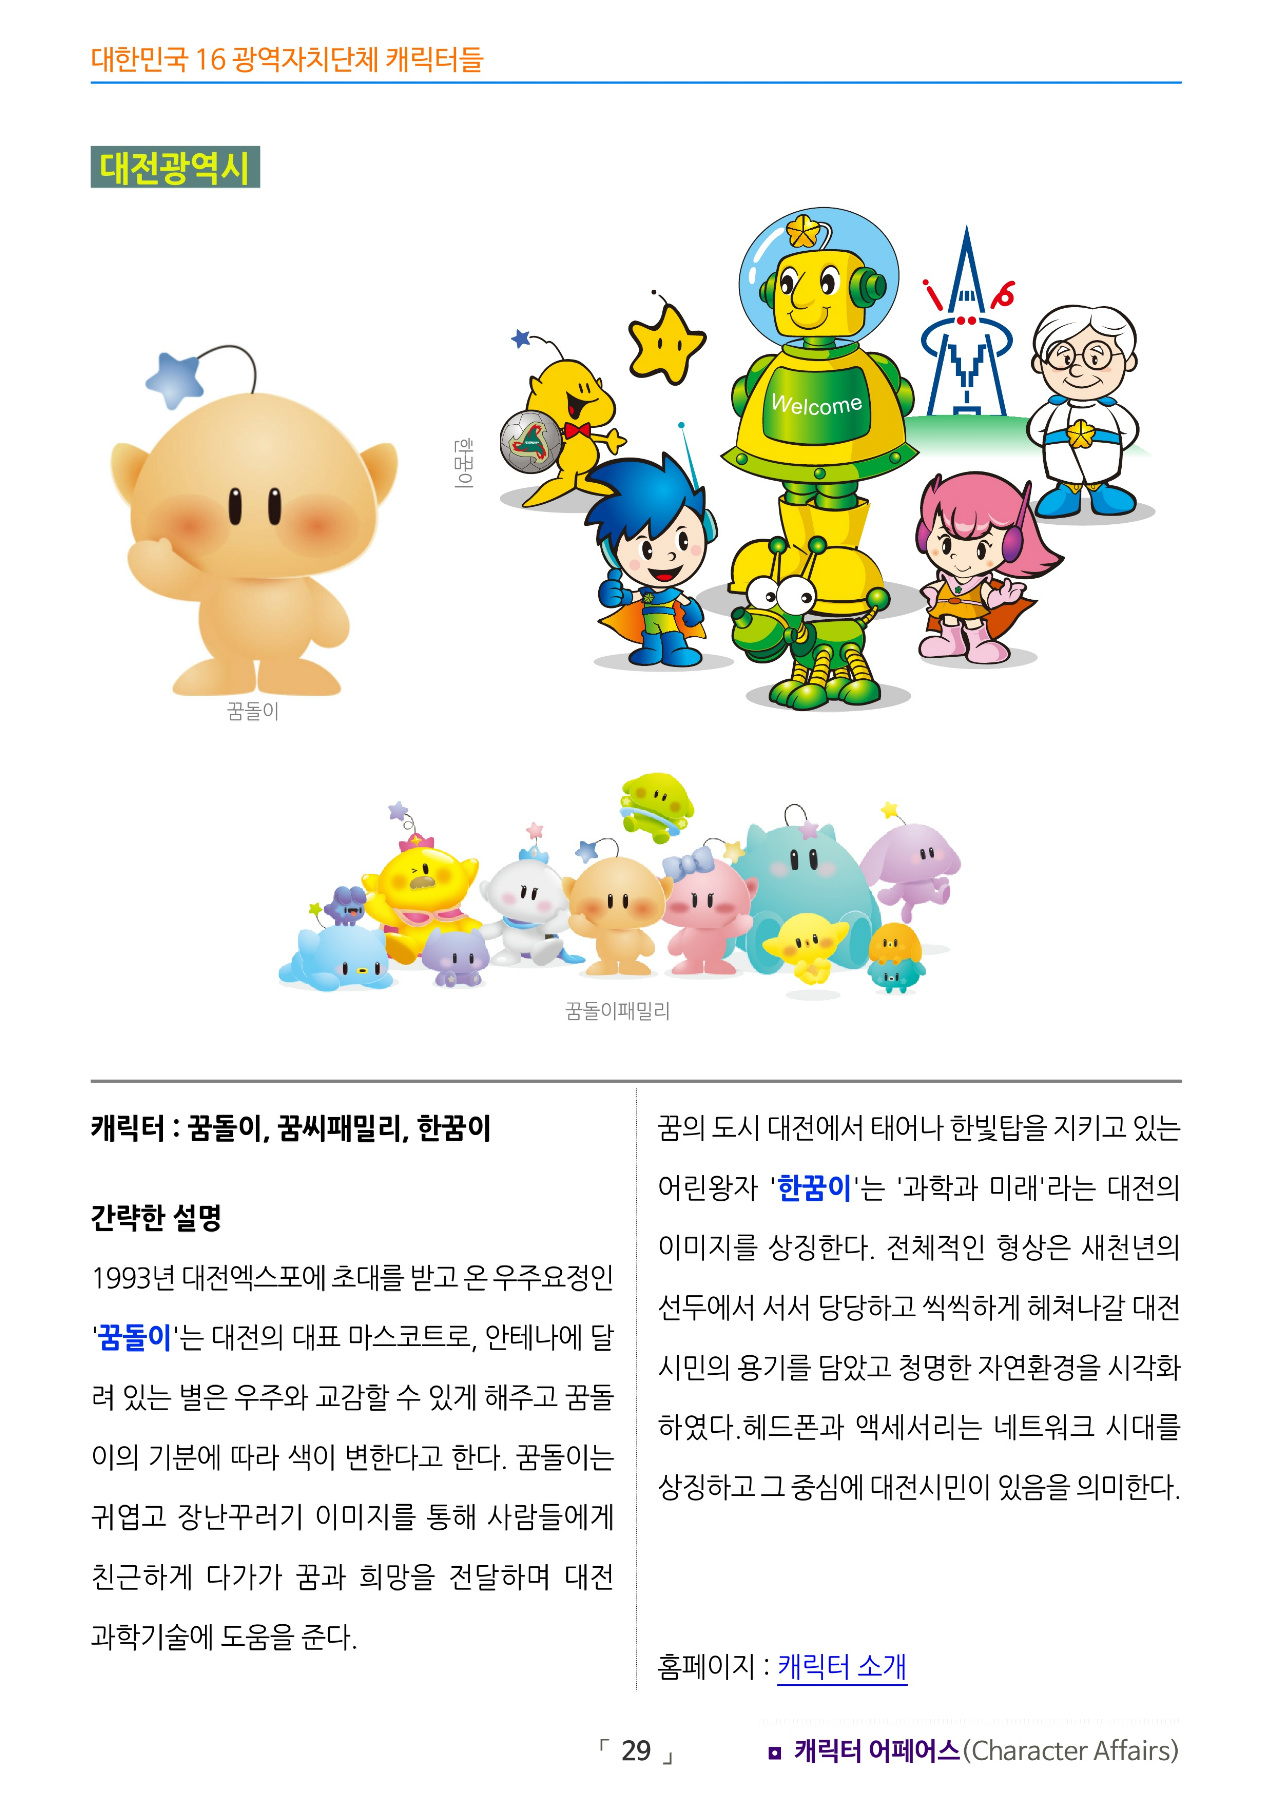 대한민국 16 광역자치단체 캐릭터들
대전광역시
Welcome
한꿈이
꿈돌이
꿈돌이패밀리
캐릭터 : 꿈돌이, 꿈씨패밀리, 한꿈이
간략한 설명
1993년 대전엑스포에 초대를 받고 온 우주요정인
'꿈돌이'는 대전의 대표 마스코트로, 안테나에 달
려 있는 별은 우주와 교감할 수 있게 해주고 꿈돌
이의 기분에 따라 색이 변한다고 한다. 꿈돌이는
귀엽고 장난꾸러기 이미지를 통해 사람들에게
친근하게 다가가 꿈과 희망을 전달하며 대전
과학기술에 도움을 준다.
꿈의 도시 대전에서 태어나 한빛탑을 지키고 있는
어린왕자 '한꿈이'는 '과학과 미래'라는 대전의
이미지를 상징한다. 전체적인 형상은 새천년의
선두에서 서서 당당하고 씩씩하게 헤쳐나갈 대전
시민의 용기를 담았고 청명한 자연환경을 시각화
하였다.헤드폰과 액세서리는 네트워크 시대를
상징하고 그 중심에 대전시민이 있음을 의미한다.
홈페이지 : 캐릭터 소개
「 29 」
캐릭터 어페어스(Character Affairs)